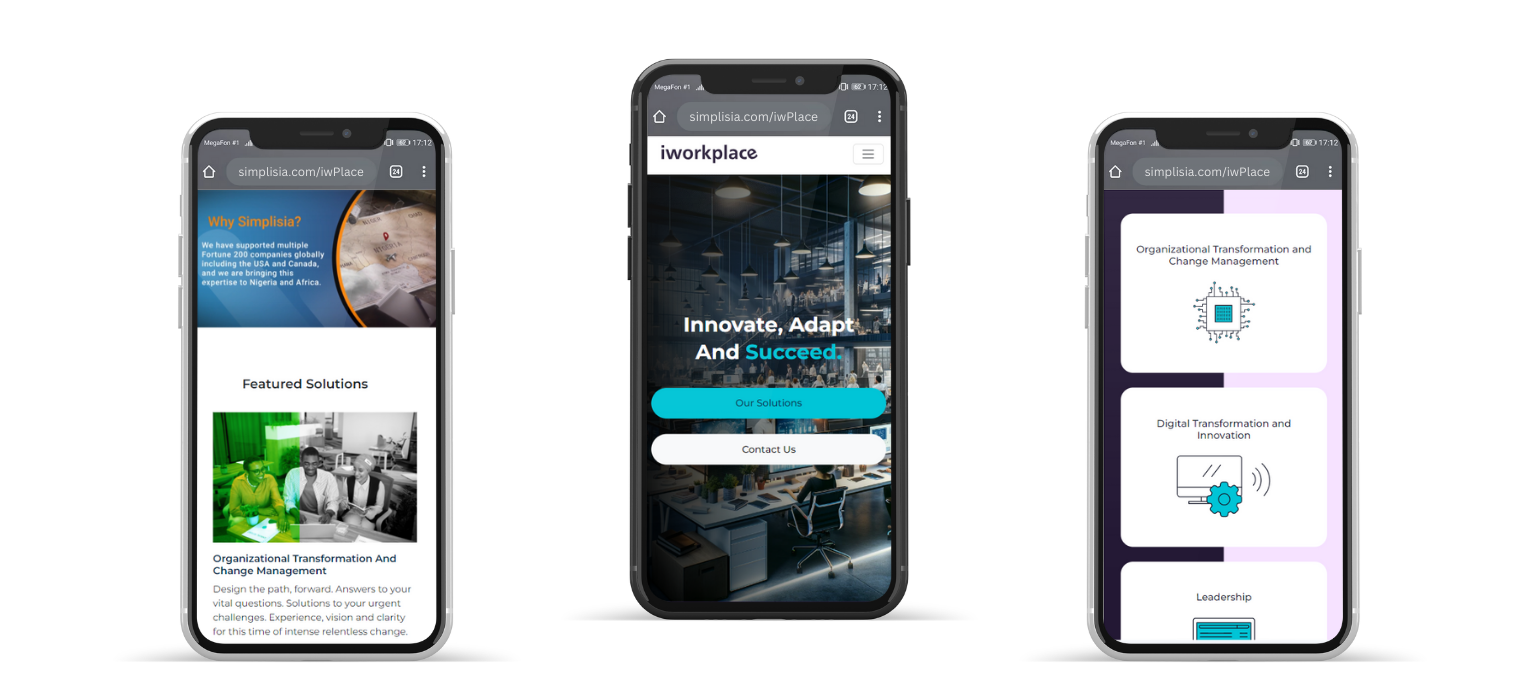 MegaFon #1
17:12
simplisia.com/iwPlace
24
Why Simplisia?
We have supported multiple
Fortune 200 companies globally
including the USA and Canada,
and we are bringing this
expertise to Nigeria and Africa.
Featured Solutions
Organizational Transformation And
Change Management
Design the path, forward. Answers to your
vital questions. Solutions to your urgent
challenges. Experience, vision and clarity
for this time of intense relentless change.
MegaFon #1
17:12
simplisia.com/iwPlace
24
iworkplace
Innovate, Adapt
And Succeed.
Our Solutions
Contact Us
MegaFon #1
17:12
simplisia.com/iwPlace
24
Organizational Transformation and
Change Management
Digital Transformation and
Innovation
Leadership